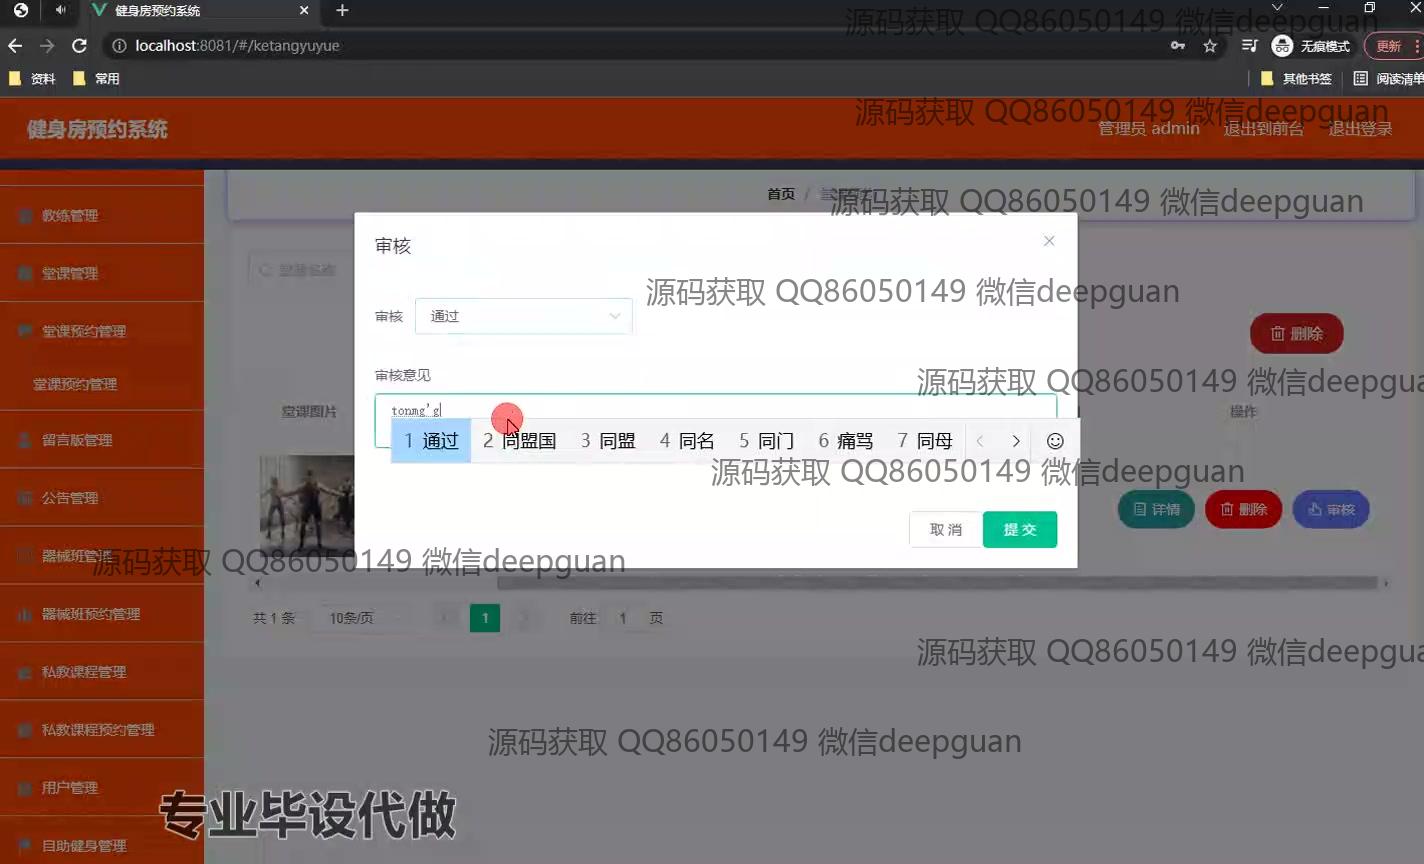 健身房预约系统
localhost:8081/#/ketangyuyue
无痕模式
更新
资料
常用
其他书签
阅读清单
源码获取 QQ86050149 微信deepguan
源码获取 QQ86050149 微信deepguan
健身房预约系统
管理员 admin
退出到前台
退出登录
首页 /
源码获取 QQ86050149 微信deepguan
教练管理
堂课管理
堂课预约管理
堂课预约管理
留言版管理
公告管理
器械班管理
器械班预约管理
私教课程管理
私教课程预约管理
用户管理
自助健身管理
审核
源码获取 QQ86050149 微信deepguan
审核
通过
删除
审核意见
源码获取 QQ86050149 微信deepgua
tonmg'g
堂课图片
操作
1 通过 2 同盟国 3 同盟 4 同名 5 同门 6 痛骂 7 同母
源码获取 QQ86050149 微信deepguan
取消
提交
详情
删除
审核
源码获取 QQ86050149 微信deepguan
共 1 条
10条/页
1
前往 1 页
源码获取 QQ86050149 微信deepgua
源码获取 QQ86050149 微信deepguan
专业毕设代做